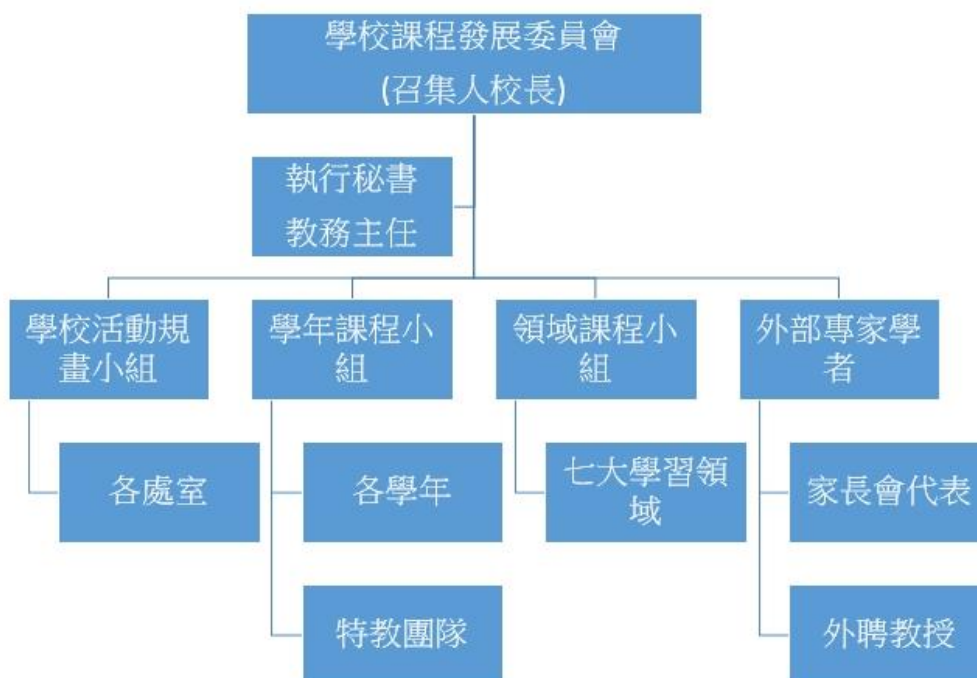 學校課程發展委員會
(召集人校長)
執行秘書
教務主任
學校活動規
畫小組
學年課程小
組
領域課程小
組
外部專家學
者
各處室
各學年
七大學習領
域
家長會代表
特教團隊
外聘教授